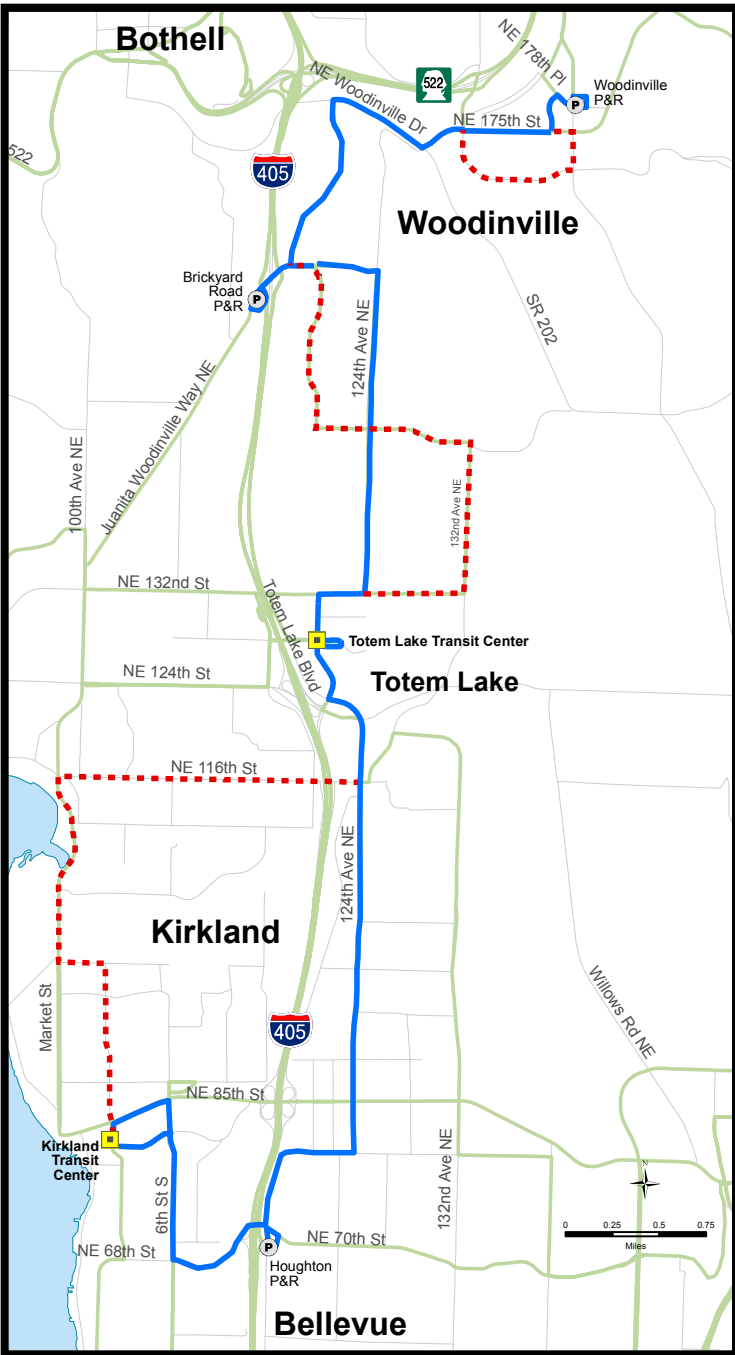 Bothell
NE 178th Pl
522
NE Woodinville Dr
Woodinville
P&R
P
NE 175th St
522
405
Woodinville
Brickyard
Road
P&R
P
SR 202
124th Ave NE
Juanita Woodinville Way NE
100th Ave NE
132nd Ave NE
NE 132nd St
Totem Lake Blvd
Totem Lake Transit Center
NE 124th St
Totem Lake
NE 116th St
124th Ave NE
Kirkland
Willows Rd NE
Market St
405
NE 85th St
Kirkland
Transit
Center
6th St S
132nd Ave NE
N
0 0.25 0.5 0.75
Miles
NE 70th St
NE 68th St
P
Houghton
P&R
Bellevue